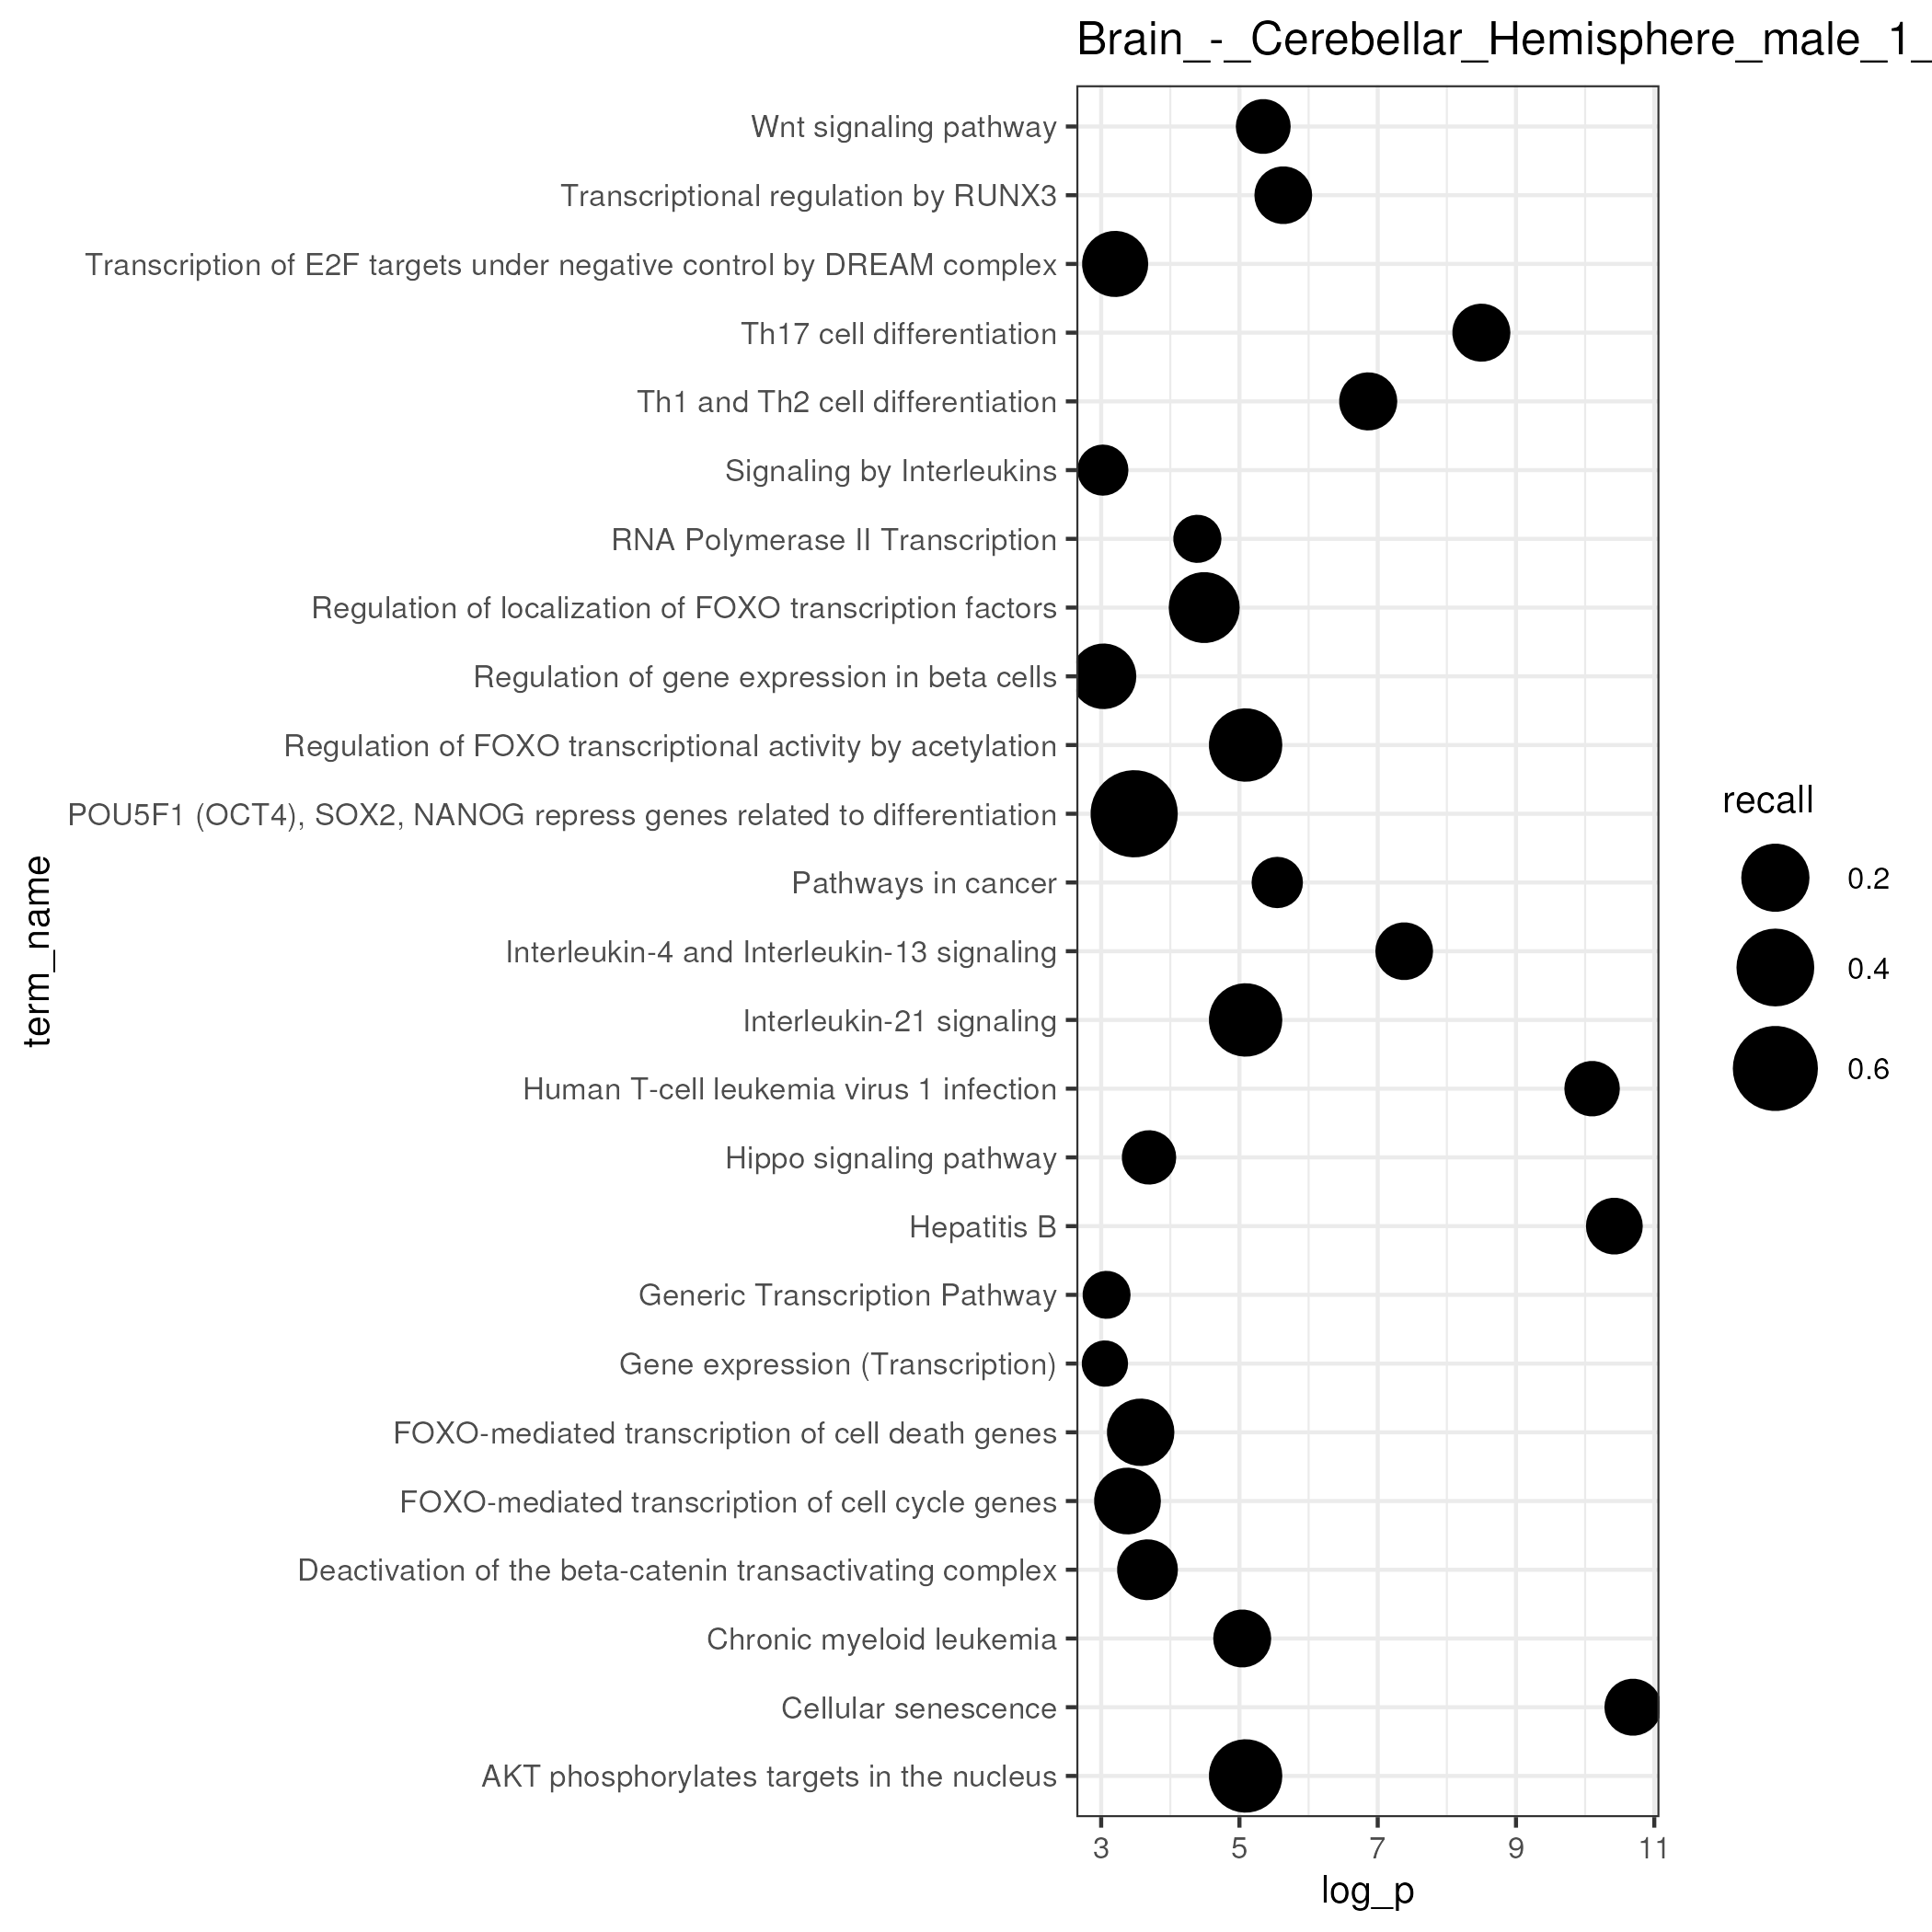 Brain_-_Cerebellar_Hemisphere_male_1_
Wnt signaling pathway
Transcriptional regulation by RUNX3
Transcription of E2F targets under negative control by DREAM complex
Th17 cell differentiation
Th1 and Th2 cell differentiation
Signaling by Interleukins
RNA Polymerase II Transcription
Regulation of localization of FOXO transcription factors
Regulation of gene expression in beta cells
Regulation of FOXO transcriptional activity by acetylation
POU5F1 (OCT4), SOX2, NANOG repress genes related to differentiation
Pathways in cancer
Interleukin-4 and Interleukin-13 signaling
Interleukin-21 signaling
Human T-cell leukemia virus 1 infection
Hippo signaling pathway
Hepatitis B
Generic Transcription Pathway
Gene expression (Transcription)
FOXO-mediated transcription of cell death genes
FOXO-mediated transcription of cell cycle genes
Deactivation of the beta-catenin transactivating complex
Chronic myeloid leukemia
Cellular senescence
AKT phosphorylates targets in the nucleus
term_name
3 5 7 9 11
log_p
recall
0.2
0.4
0.6